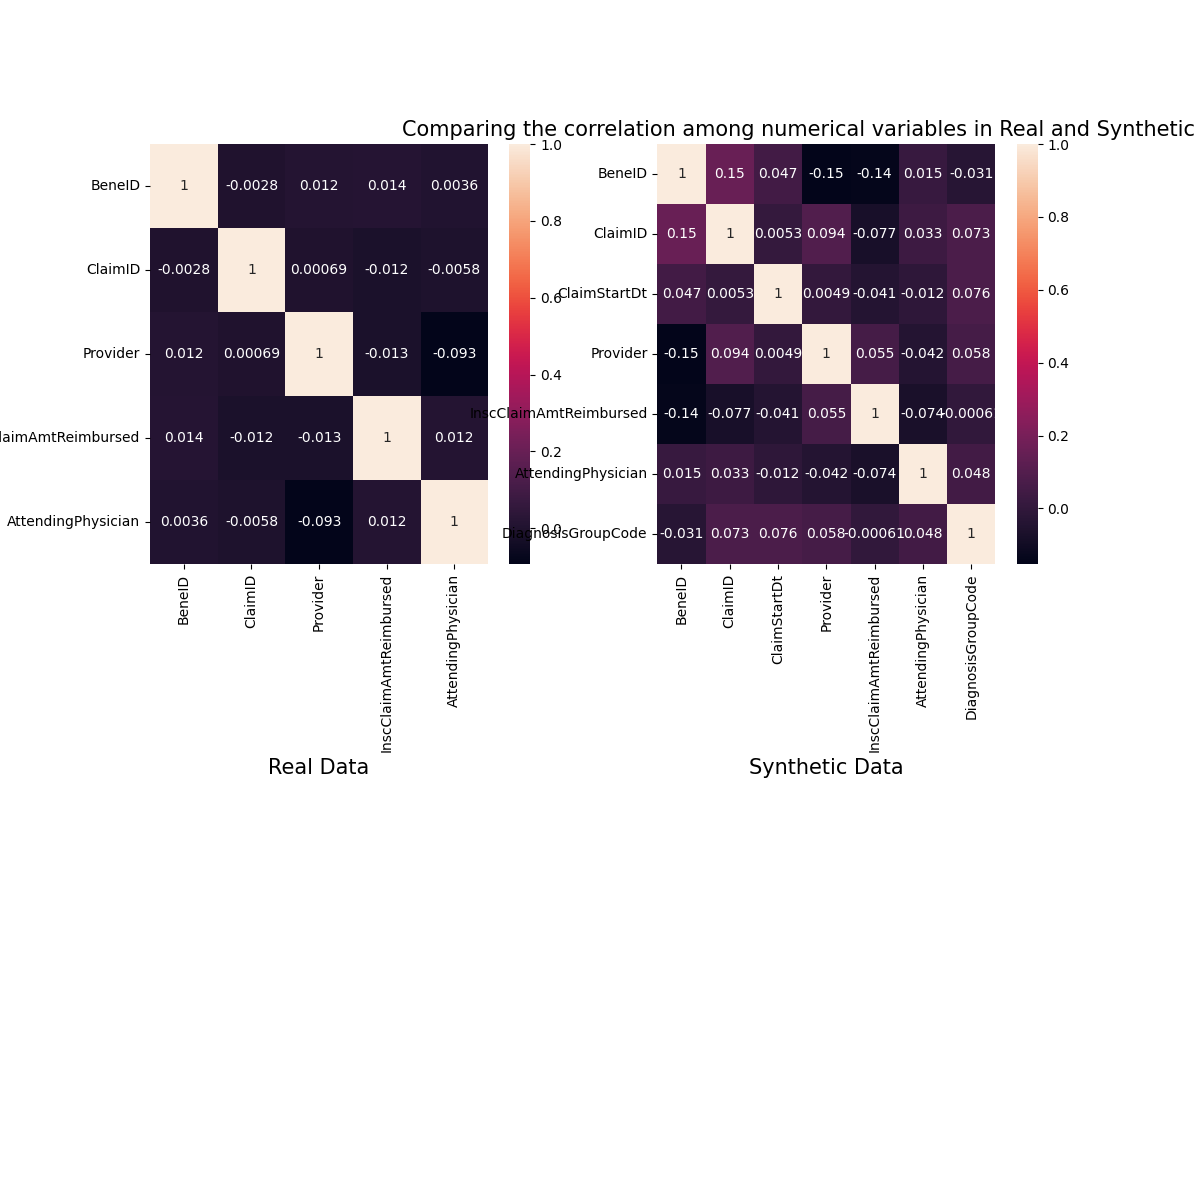 Comparing the correlation among numerical variables in Real and Synthetic
BeneID 1 -0.0028 0.012 0.014 0.0036
ClaimID -0.0028 1 0.00069 -0.012 -0.0058
Provider 0.012 0.00069 1 -0.013 -0.093
laimAmtReimbursed 0.014 -0.012 -0.013 1 0.012
AttendingPhysician 0.0036 -0.0058 -0.093 0.012 1
BeneID
ClaimID
Provider
InscClaimAmtReimbursed
AttendingPhysician
1.0
0.8
0.6
0.4
0.2
0.0
Real Data
BeneID 1 0.15 0.047 -0.15 -0.14 0.015 -0.031
ClaimID 0.15 1 0.0053 0.094 -0.077 0.033 0.073
ClaimStartDt 0.047 0.0053 1 0.0049 -0.041 -0.012 0.076
Provider -0.15 0.094 0.0049 1 0.055 -0.042 0.058
InscClaimAmtReimbursed -0.14 -0.077 -0.041 0.055 1 -0.074 -0.00061
AttendingPhysician 0.015 0.033 -0.012 -0.042 -0.074 1 0.048
DiagnosisGroupCode -0.031 0.073 0.076 0.058 -0.00061 0.048 1
BeneID
ClaimID
ClaimStartDt
Provider
InscClaimAmtReimbursed
AttendingPhysician
DiagnosisGroupCode
1.0
0.8
0.6
0.4
0.2
0.0
Synthetic Data